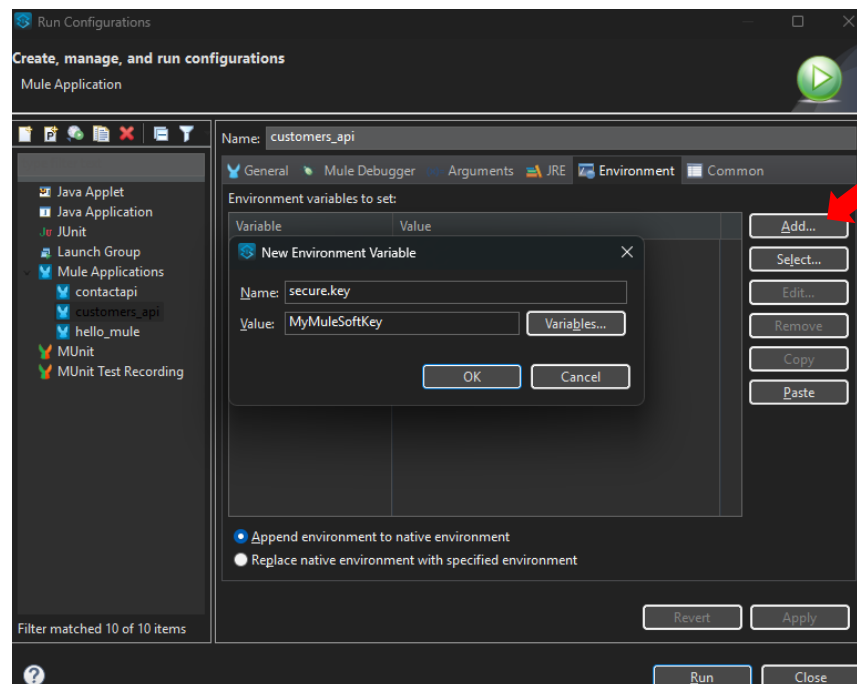 Run Configurations
Create, manage, and run configurations
Mule Application
Name: customers_api
General Mule Debugger Arguments JRE Environment Common
Java Applet
Java Application
JUnit
Launch Group
Mule Applications
contactapi
customers_api
hello_mule
MUnit
MUnit Test Recording
Filter matched 10 of 10 items
Environment variables to set:
Variable Value
New Environment Variable
Name: secure.key
Value: MyMuleSoftKey Variables...
OK Cancel
Add...
Select...
Edit...
Remove
Copy
Paste
Append environment to native environment
Replace native environment with specified environment
Revert Apply
Run Close